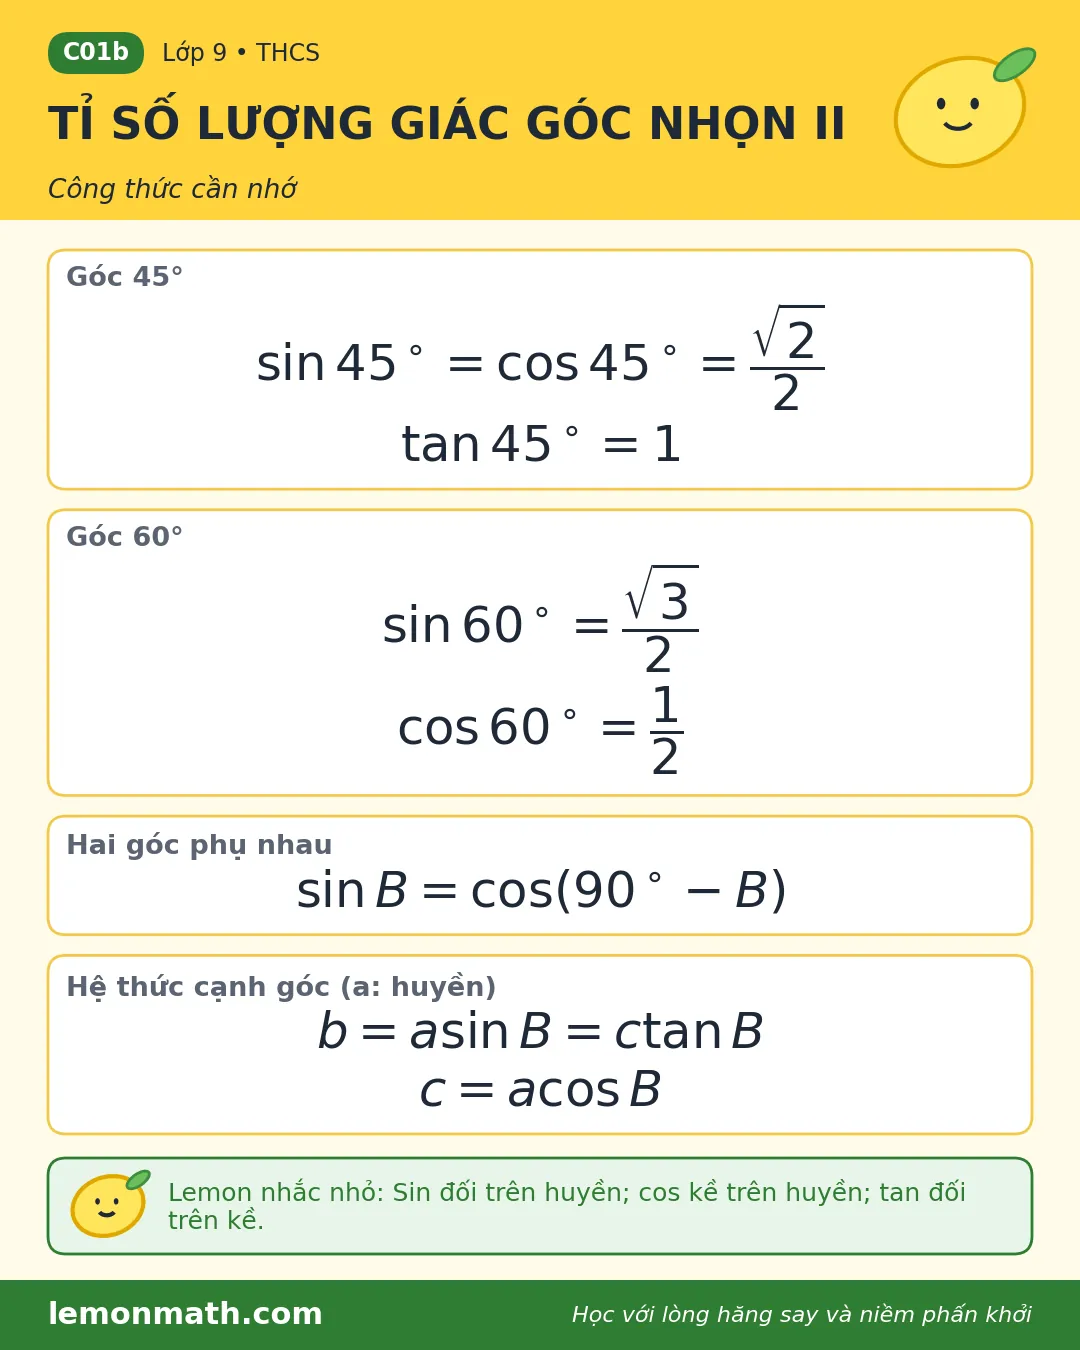 C01b Lớp 9 • THCS
TỈ SỐ LƯỢNG GIÁC GÓC NHỌN II
Công thức cần nhớ
Góc 45°
sin 45° = cos 45° = √2/2
tan 45° = 1
Góc 60°
sin 60° = √3/2
cos 60° = 1/2
Hai góc phụ nhau
sin B = cos(90° − B)
Hệ thức cạnh góc (a: huyền)
b = a sin B = c tan B
c = a cos B
Lemon nhắc nhỏ: Sin đối trên huyền; cos kề trên huyền; tan đối
trên kề.
lemonmath.com Học với lòng hăng say và niềm phấn khởi